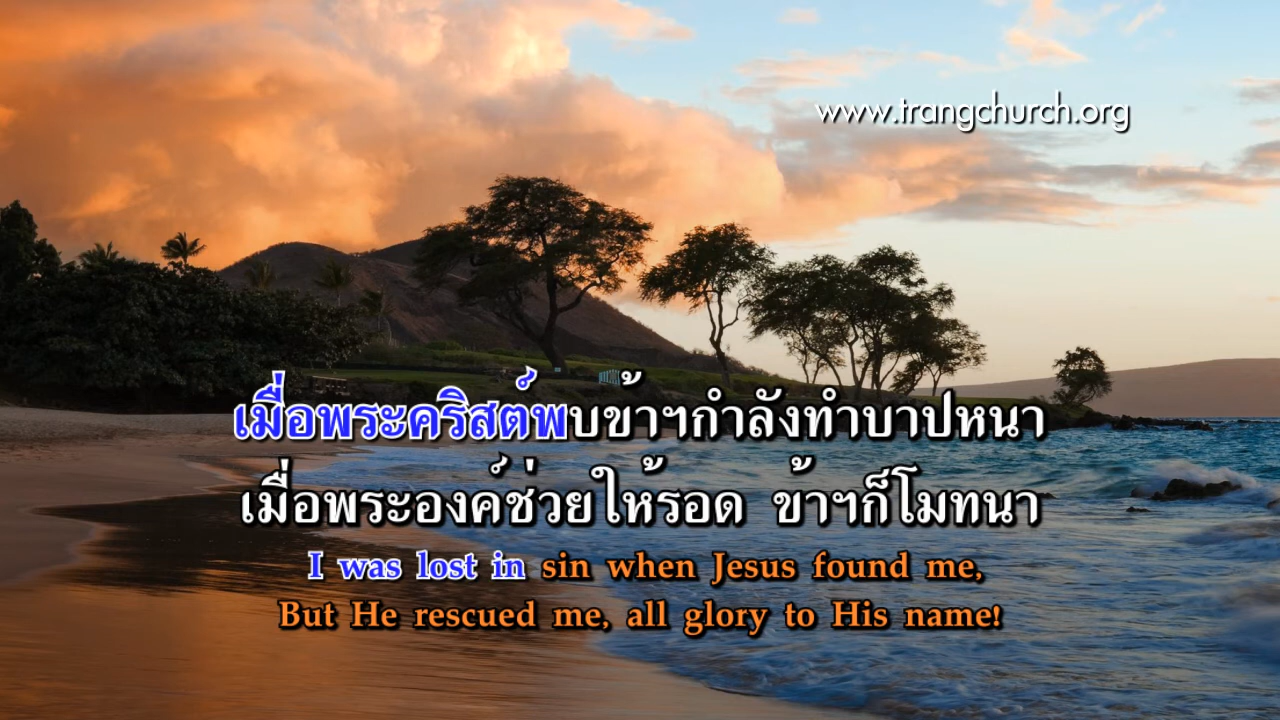 www.trangchurch.org
เมื่อพระคริสต์พบข้าฯกำลังทำบาปหนา
เมื่อพระองค์ช่วยให้รอด ข้าฯก็โมทนา
I was lost in sin when Jesus found me,
But He rescued me, all glory to His name!